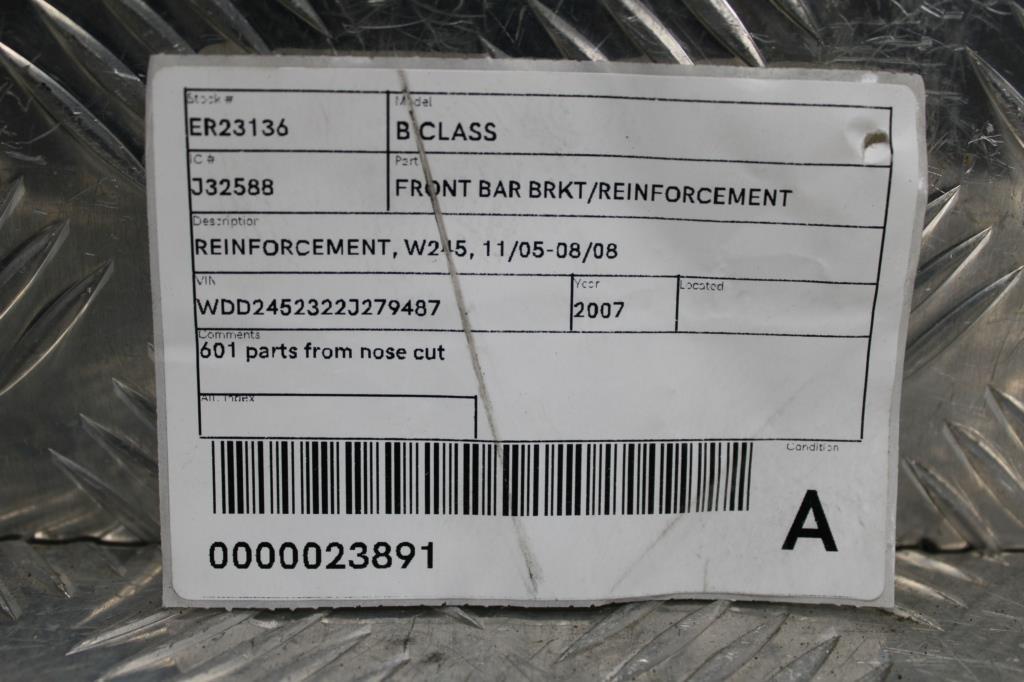 Stock # Model
ER23136 B CLASS
IC # Part
J32588 FRONT BAR BRKT/REINFORCEMENT
Description
REINFORCEMENT, W245, 11/05-08/08
VIN Year Located
WDD2452322J279487 2007
Comments
601 parts from nose cut
Alt. Index
Condition
A
0000023891